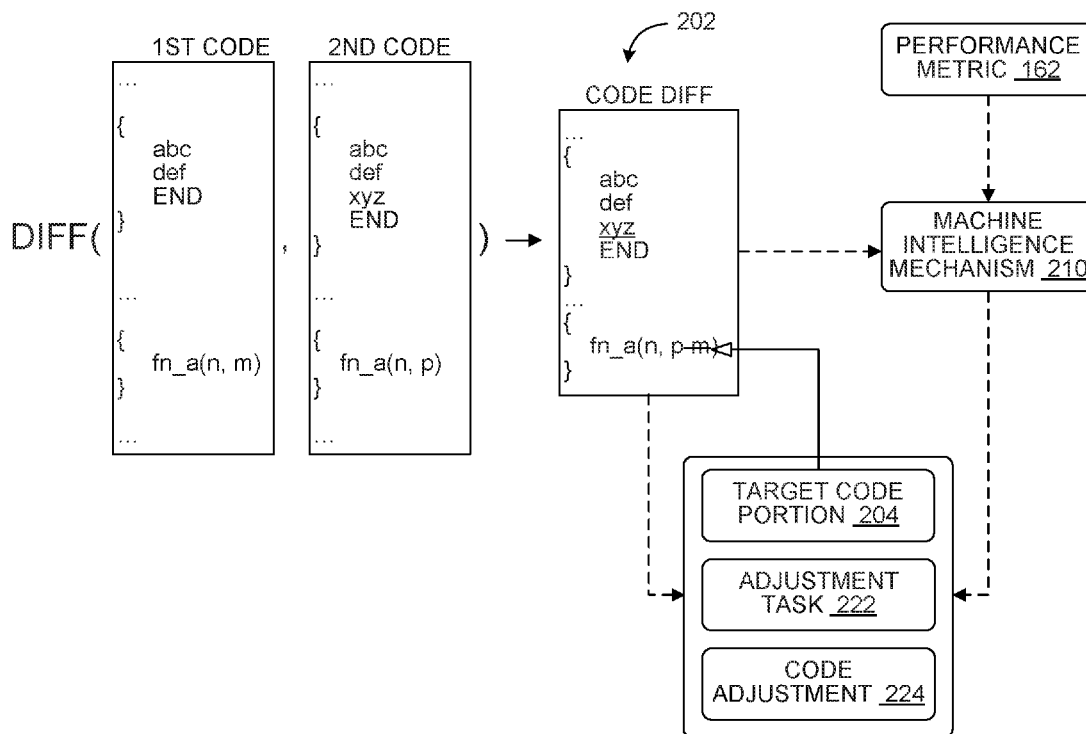 202
1ST CODE
2ND CODE
CODE DIFF
PERFORMANCE
METRIC 162
DIFF(
...
{
abc
def
END
}
...
{
fn_a(n, m)
}
...
,
...
{
abc
def
xyz
END
}
...
{
fn_a(n, p)
}
...
)
...
{
abc
def
xyz
END
}
...
{
fn_a(n, p m)
}
MACHINE
INTELLIGENCE
MECHANISM 210
TARGET CODE
PORTION 204
ADJUSTMENT
TASK 222
CODE
ADJUSTMENT 224